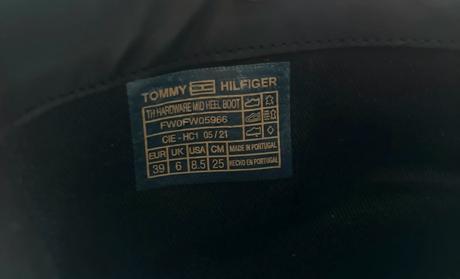 TOMMY HILFIGER
TH HARDWARE MID HEEL BOOT
FW0FW05966
CIE - HC1 05 / 21
EUR UK US CM MADE IN PORTUGAL
39 6 8.5 25 HECHO EN PORTUGAL